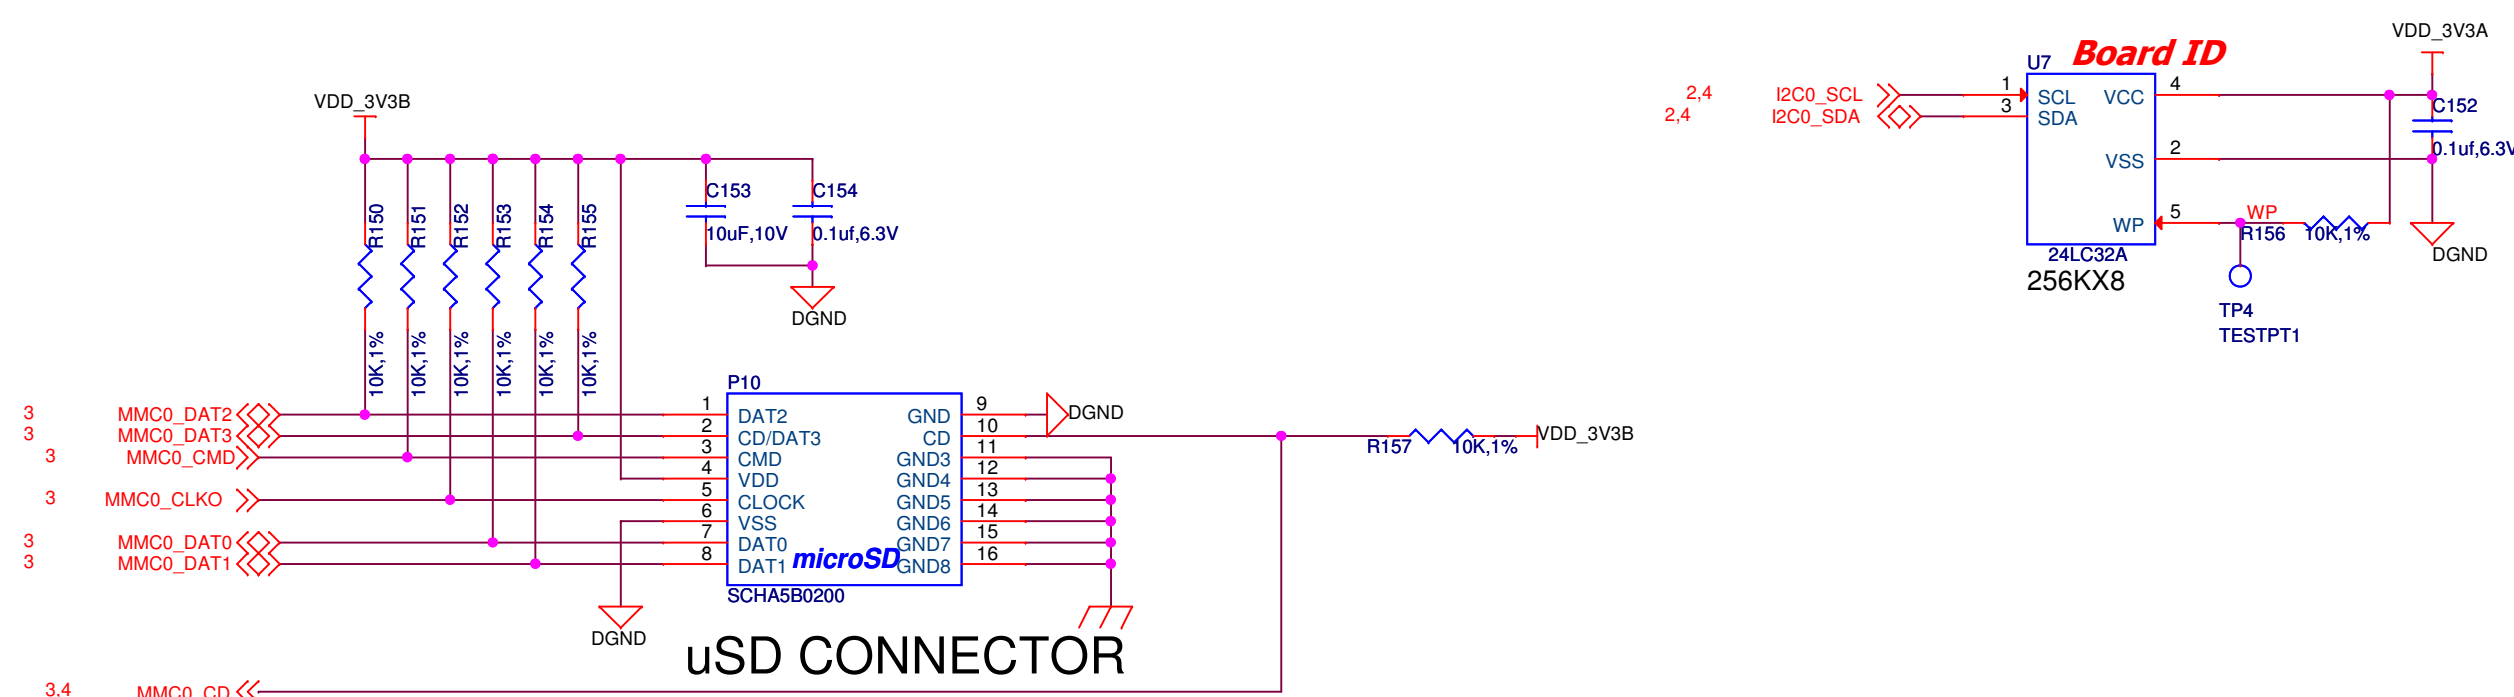 VDD_3V3B
R150
R151
R152
R153
R154
R155
10K,1%
10K,1%
10K,1%
10K,1%
10K,1%
10K,1%
C153
10uF,10V
C154
0.1uf,6.3V
DGND
3 MMC0_DAT2
3 MMC0_DAT3
3 MMC0_CMD
3 MMC0_CLKO
3 MMC0_DAT0
3 MMC0_DAT1
P10
1 DAT2 GND 9 DGND
2 CD/DAT3 CD 10
3 CMD GND3 11
4 VDD GND4 12
5 CLOCK GND5 13
6 VSS GND6 14
7 DAT0 GND7 15
8 DAT1 GND8 16
microSD
SCHA5B0200
R157 10K,1% VDD_3V3B
DGND
uSD CONNECTOR
3,4 MMC0_CD
Board ID
VDD_3V3A
U7
2,4 I2C0_SCL 1 SCL VCC 4
2,4 I2C0_SDA 3 SDA
C152
0.1uf,6.3V
VSS 2
WP 5 WP
R156 10K,1%
DGND
24LC32A
256KX8
TP4
TESTPT1